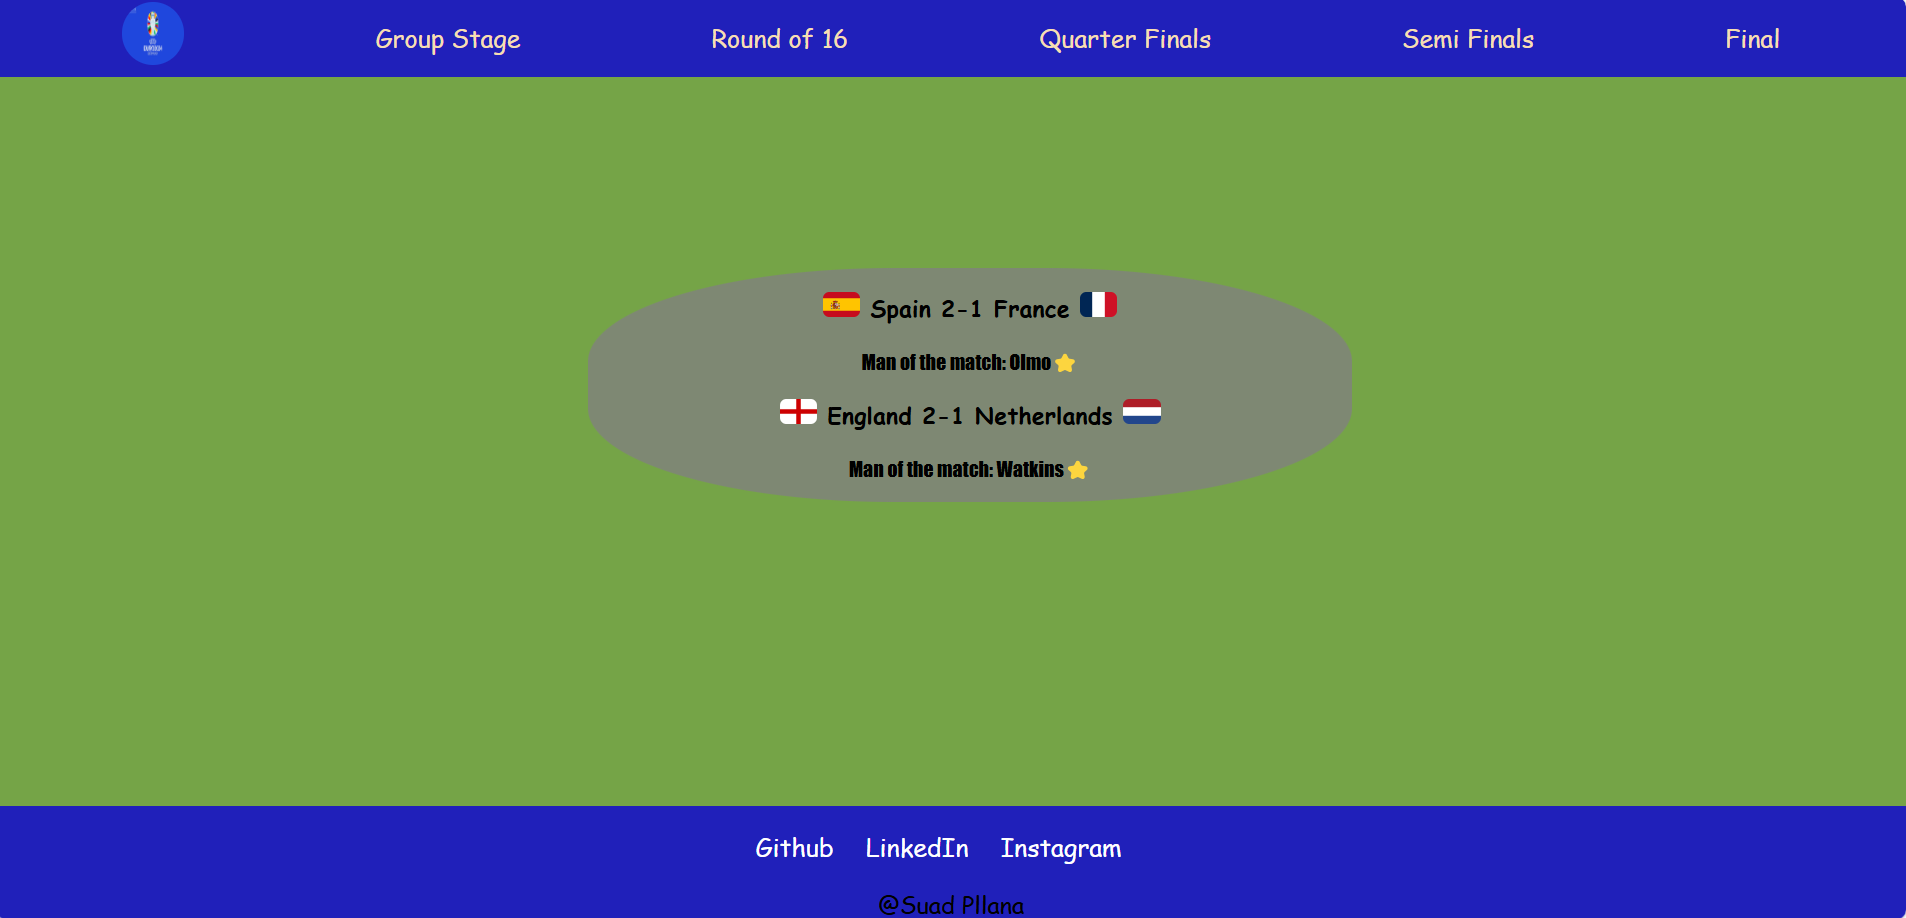 Group Stage Round of 16 Quarter Finals Semi Finals Final
Spain 2-1 France
Man of the match: Olmo
England 2-1 Netherlands
Man of the match: Watkins
Github LinkedIn Instagram
@Suad Pllana